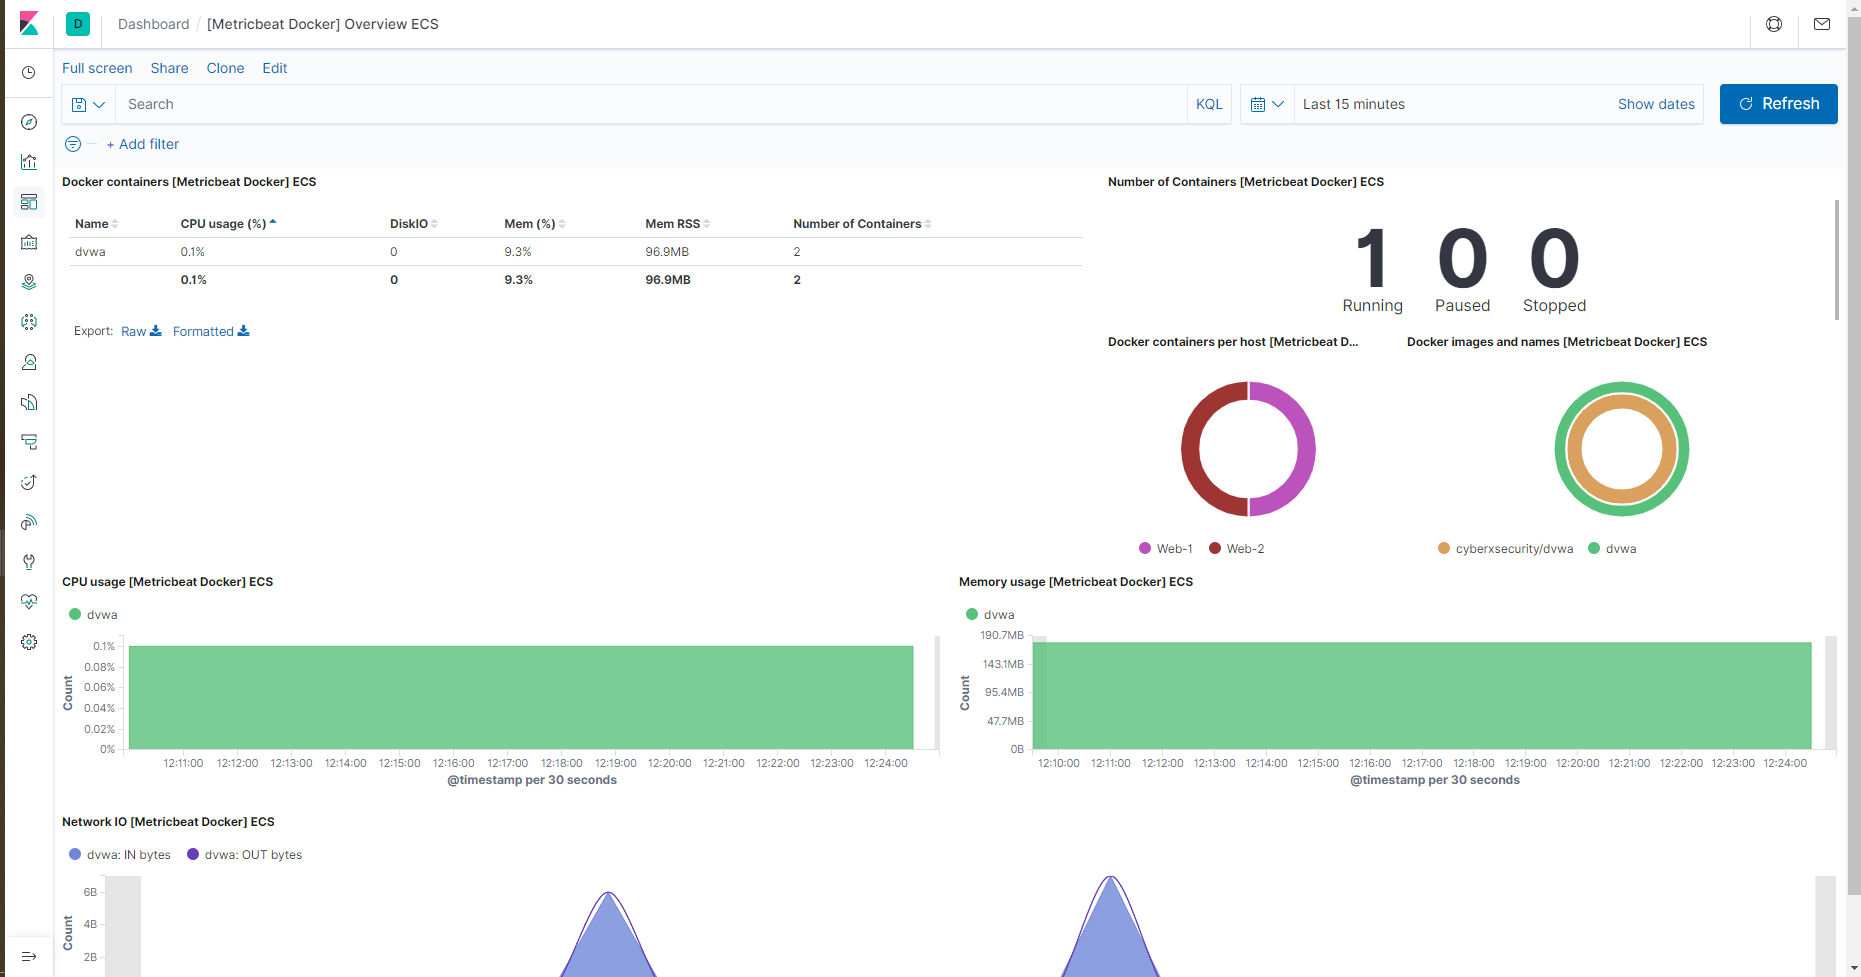 D Dashboard / [Metricbeat Docker] Overview ECS
Full screen Share Clone Edit
Search KQL Last 15 minutes Show dates Refresh
+ Add filter
Docker containers [Metricbeat Docker] ECS
Name CPU usage (%) DiskIO Mem (%) Mem RSS Number of Containers
dvwa 0.1% 0 9.3% 96.9MB 2
0.1% 0 9.3% 96.9MB 2
Export: Raw Formatted
Number of Containers [Metricbeat Docker] ECS
1 0 0
Running Paused Stopped
Docker containers per host [Metricbeat D...
Web-1 Web-2
Docker images and names [Metricbeat Docker] ECS
cyberxsecurity/dvwa dvwa
CPU usage [Metricbeat Docker] ECS
dvwa
0.1%
0.08%
0.06%
0.04%
0.02%
0%
Count
12:11:00 12:12:00 12:13:00 12:14:00 12:15:00 12:16:00 12:17:00 12:18:00 12:19:00 12:20:00 12:21:00 12:22:00 12:23:00 12:24:00
@timestamp per 30 seconds
Memory usage [Metricbeat Docker] ECS
dvwa
190.7MB
143.1MB
95.4MB
47.7MB
0B
Count
12:10:00 12:11:00 12:12:00 12:13:00 12:14:00 12:15:00 12:16:00 12:17:00 12:18:00 12:19:00 12:20:00 12:21:00 12:22:00 12:23:00 12:24:00
@timestamp per 30 seconds
Network IO [Metricbeat Docker] ECS
dvwa: IN bytes dvwa: OUT bytes
6B
4B
2B
Count